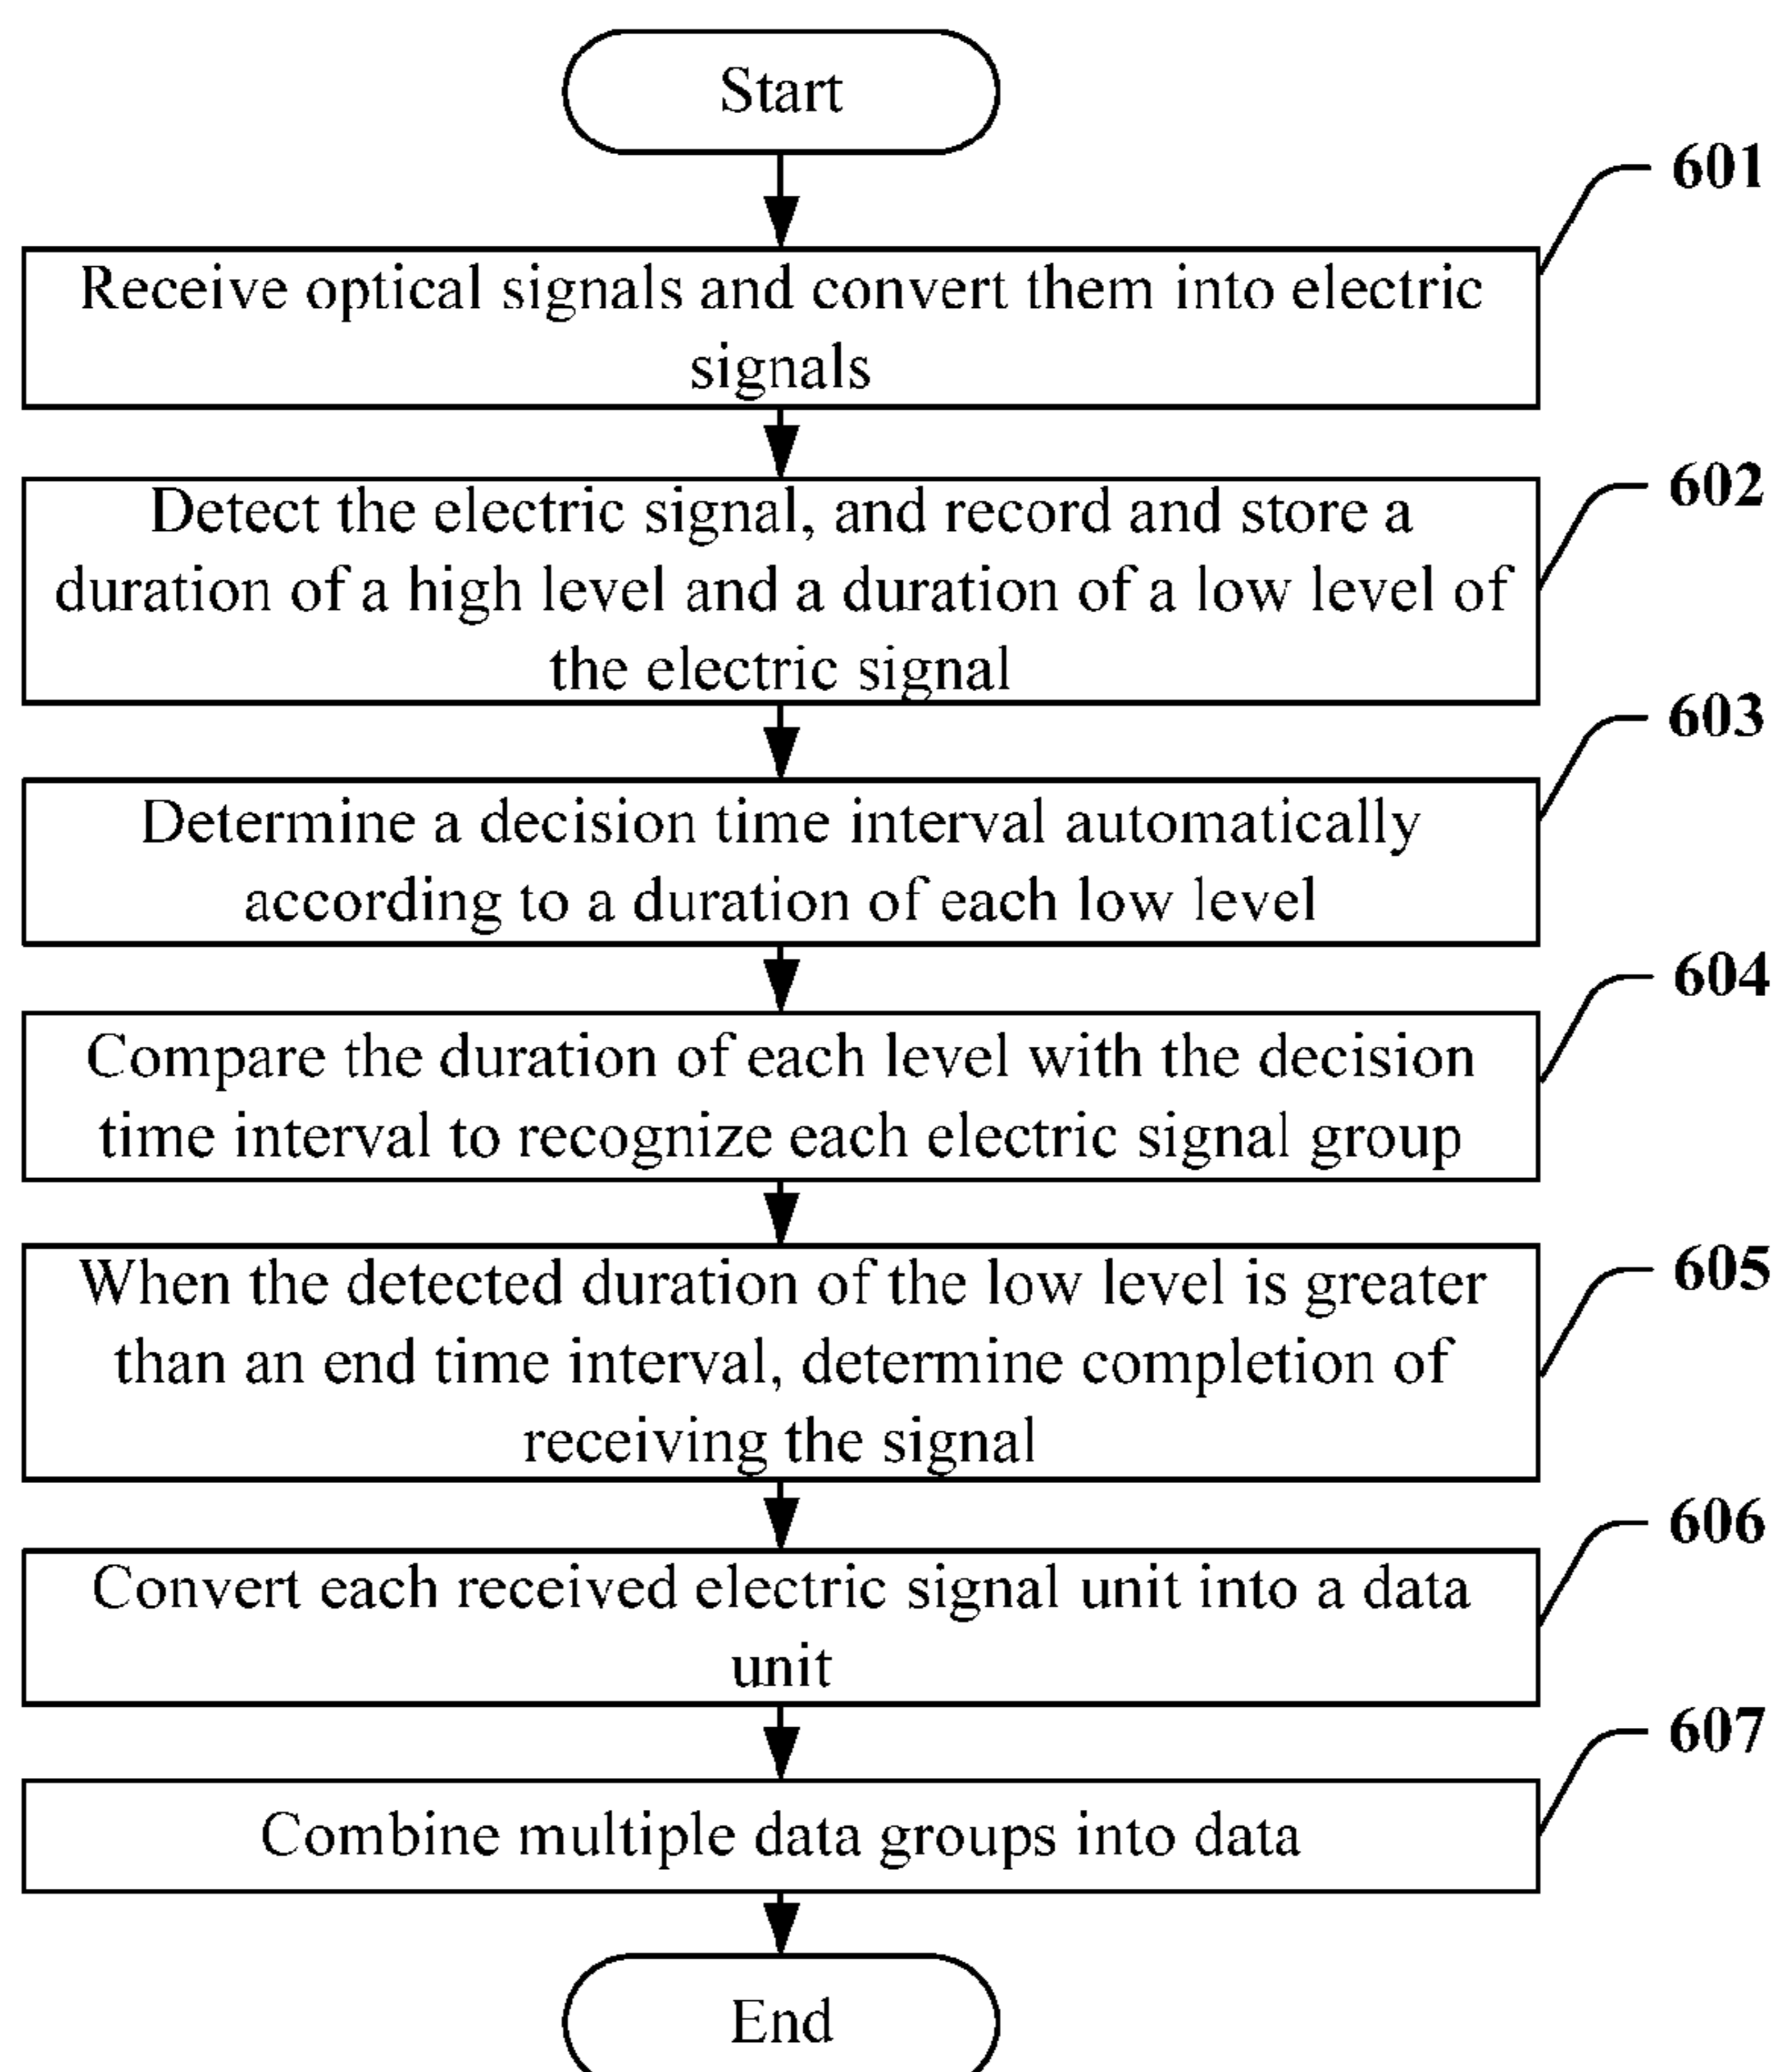 Start
601
Receive optical signals and convert them into electric
signals
602
Detect the electric signal, and record and store a
duration of a high level and a duration of a low level of
the electric signal
603
Determine a decision time interval automatically
according to a duration of each low level
604
Compare the duration of each level with the decision
time interval to recognize each electric signal group
605
When the detected duration of the low level is greater
than an end time interval, determine completion of
receiving the signal
606
Convert each received electric signal unit into a data
unit
607
Combine multiple data groups into data
End